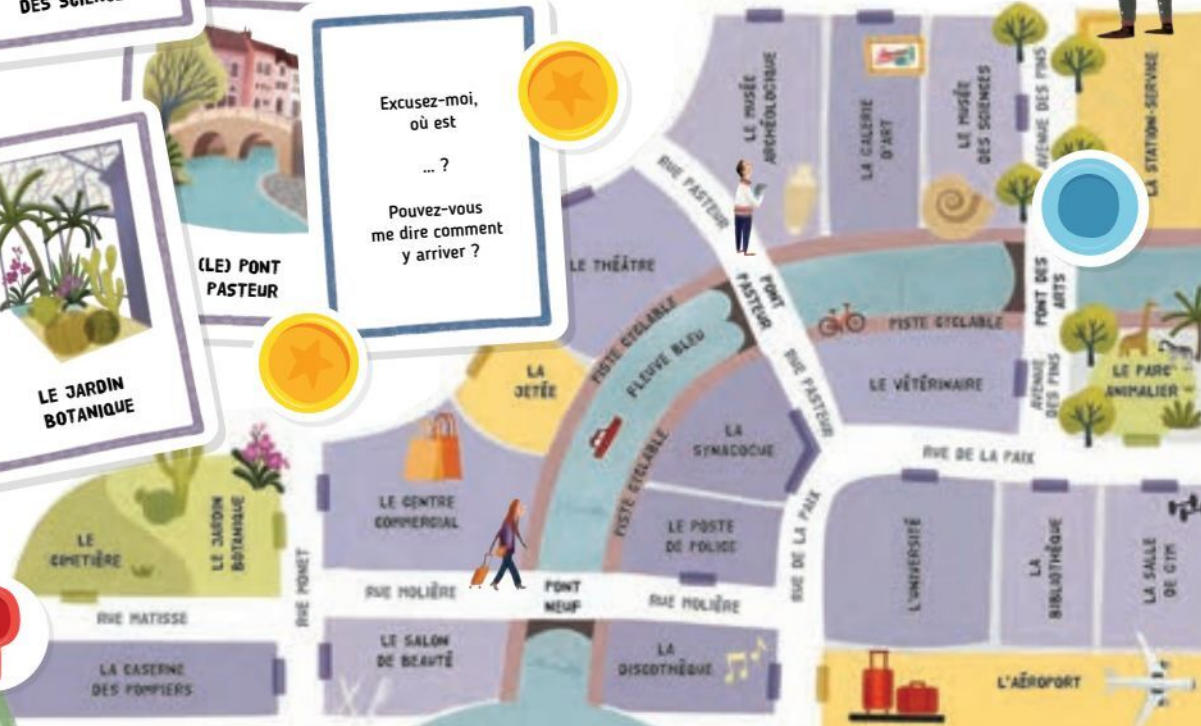 DES SCIENCES
(LE) PONT
PASTEUR
Excusez-moi,
où est
... ?
Pouvez-vous
me dire comment
y arriver ?
LE JARDIN
BOTANIQUE
LE MUSÉE
ARCHÉOLOGIQUE
LA GALERIE
D'ART
LE MUSÉE
DES SCIENCES
AVENUE DES PINS
LA STATION-SERVICE
RUE PASTEUR
LE THÉÂTRE
PONT
PASTEUR
PONT DES
ARTS
PISTE CYCLABLE
FLEUVE BLEU
PISTE CYCLABLE
LA
JETÉE
RUE PASTEUR
LE VÉTÉRINAIRE
AVENUE
DES PINS
LE PARC
ANIMALIER
LA
SYNAGOGUE
PISTE CYCLABLE
RUE DE LA PAIX
LE CENTRE
COMMERCIAL
LE POSTE
DE POLICE
RUE DE LA PAIX
LE
CIMETIÈRE
LE JARDIN
BOTANIQUE
RUE MONET
RUE MOLIÈRE
PONT
NEUF
RUE MOLIÈRE
L'UNIVERSITÉ
LA
BIBLIOTHÈQUE
LA SALLE
DE GYM
RUE MATISSE
LA CASERNE
DES POMPIERS
LE SALON
DE BEAUTÉ
LA
DISCOTHÈQUE
L'AÉROPORT